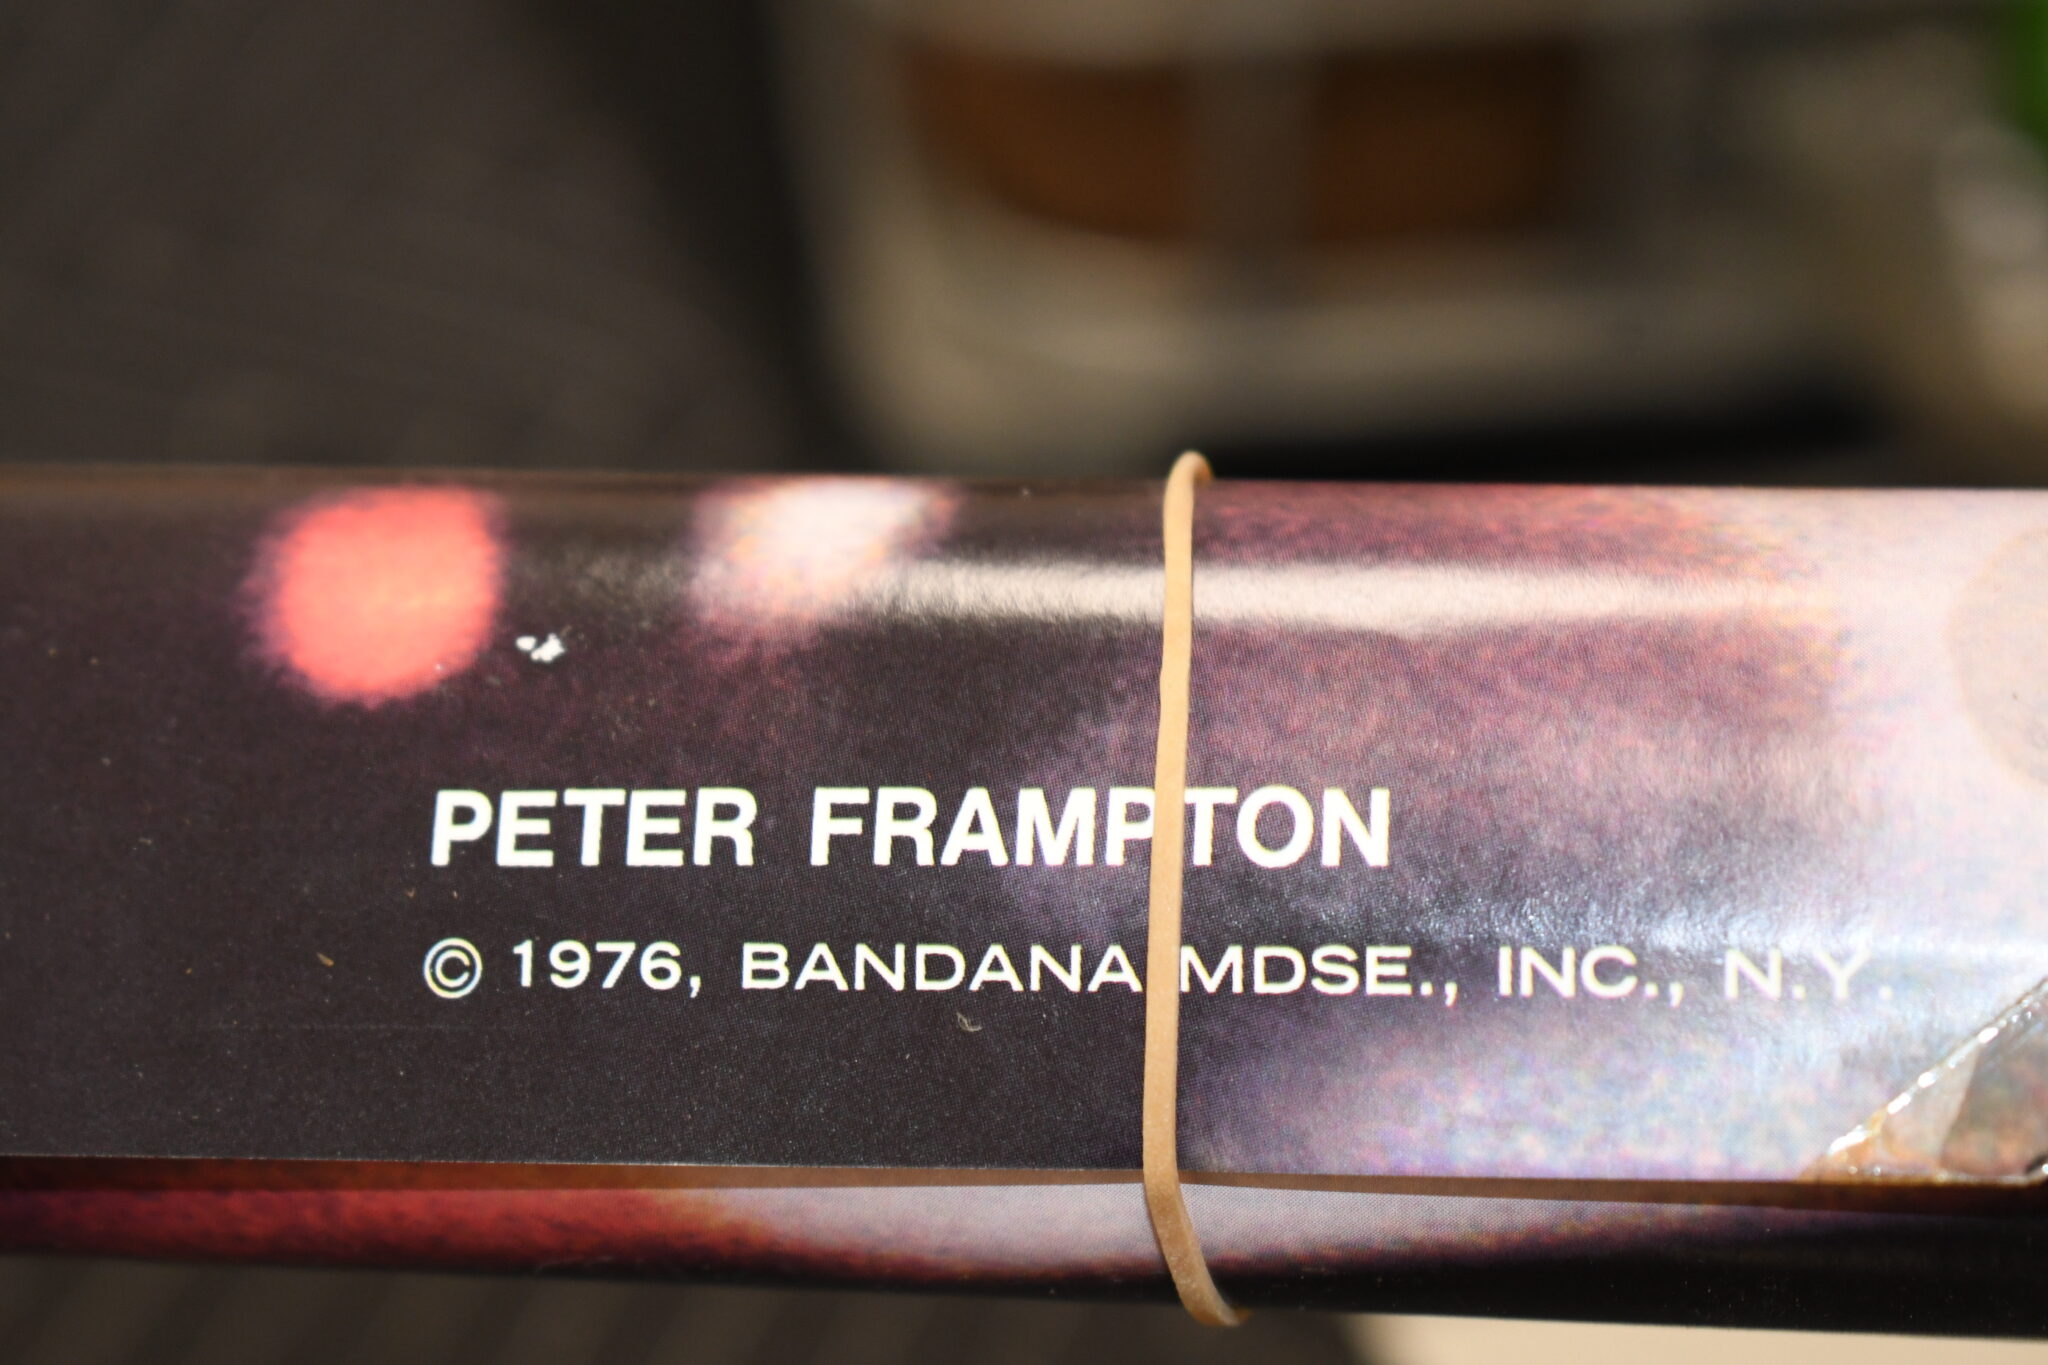 PETER FRAMPTON
© 1976, BANDANA MDSE., INC., N.Y.